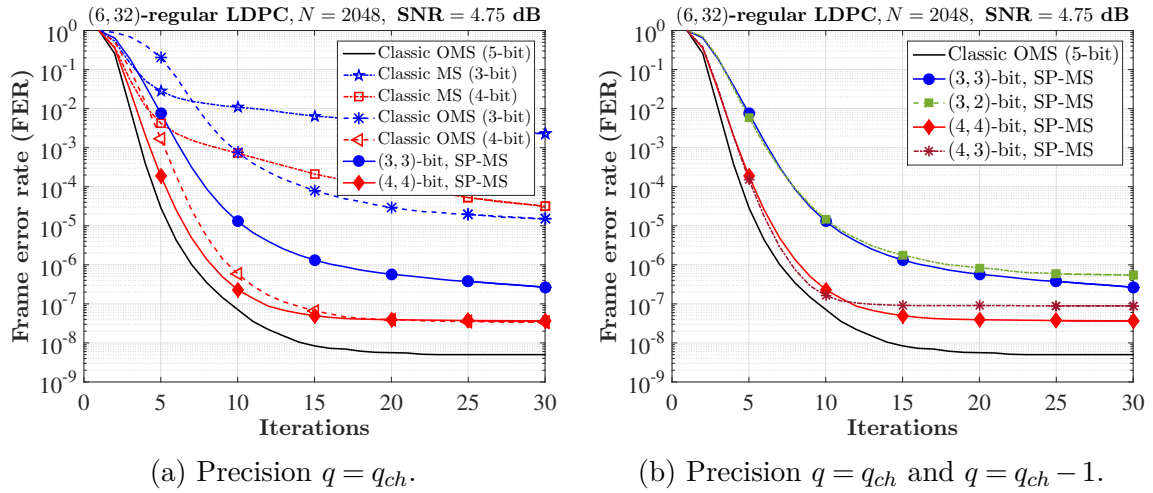 (6, 32)-regular LDPC, N = 2048, SNR = 4.75 dB
Frame error rate (FER)
10^0
10^-1
10^-2
10^-3
10^-4
10^-5
10^-6
10^-7
10^-8
10^-9
Classic OMS (5-bit)
Classic MS (3-bit)
Classic MS (4-bit)
Classic OMS (3-bit)
Classic OMS (4-bit)
(3, 3)-bit, SP-MS
(4, 4)-bit, SP-MS
0 5 10 15 20 25 30
Iterations
(a) Precision q = q_{ch}.
(6, 32)-regular LDPC, N = 2048, SNR = 4.75 dB
Frame error rate (FER)
10^0
10^-1
10^-2
10^-3
10^-4
10^-5
10^-6
10^-7
10^-8
10^-9
Classic OMS (5-bit)
(3, 3)-bit, SP-MS
(3, 2)-bit, SP-MS
(4, 4)-bit, SP-MS
(4, 3)-bit, SP-MS
0 5 10 15 20 25 30
Iterations
(b) Precision q = q_{ch} and q = q_{ch} − 1.